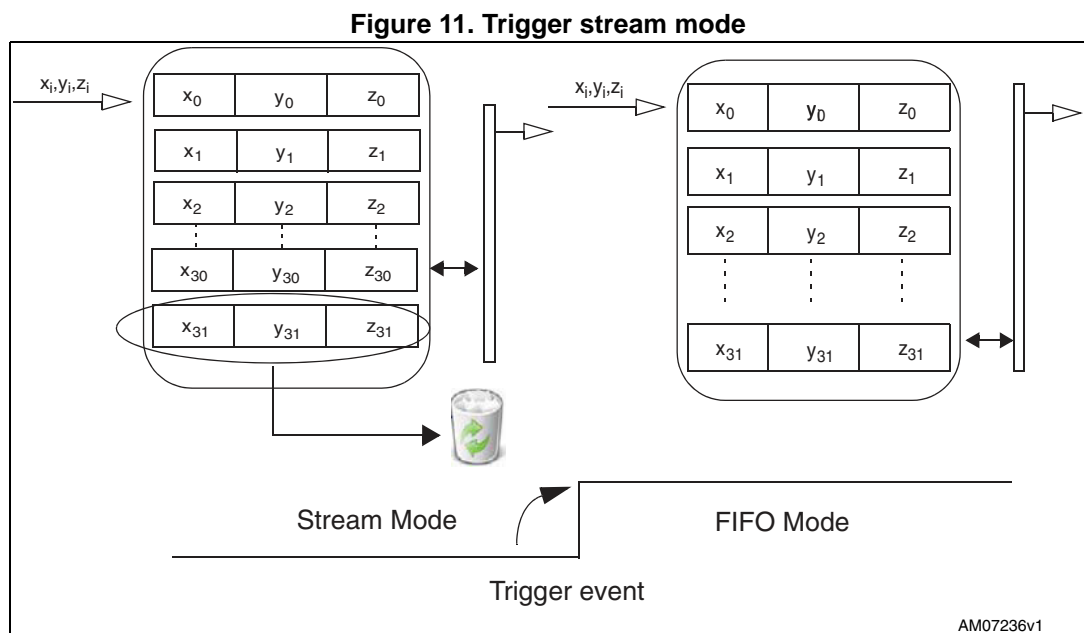 Figure 11. Trigger stream mode
xi,yi,zi
x0 y0 z0
x1 y1 z1
x2 y2 z2
x30 y30 z30
x31 y31 z31
xi,yi,zi
x0 y0 z0
x1 y1 z1
x2 y2 z2
x31 y31 z31
Stream Mode
FIFO Mode
Trigger event
AM07236v1